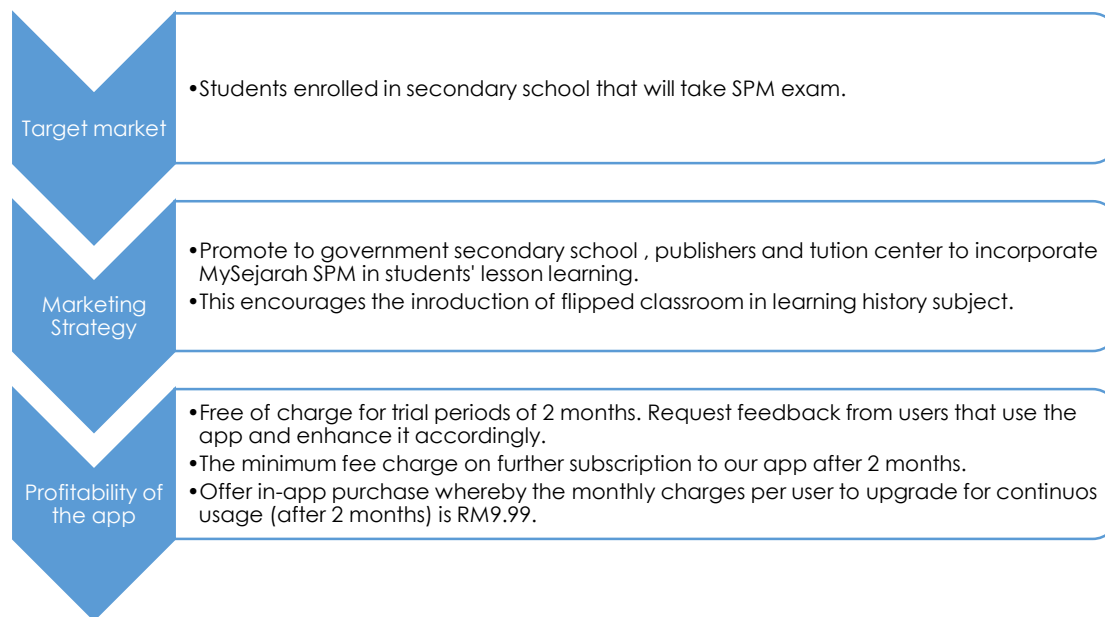 Target market
•Students enrolled in secondary school that will take SPM exam.
Marketing
Strategy
•Promote to government secondary school , publishers and tution center to incorporate
MySejarah SPM in students' lesson learning.
•This encourages the inroduction of flipped classroom in learning history subject.
Profitability of
the app
•Free of charge for trial periods of 2 months. Request feedback from users that use the
app and enhance it accordingly.
•The minimum fee charge on further subscription to our app after 2 months.
•Offer in-app purchase whereby the monthly charges per user to upgrade for continuos
usage (after 2 months) is RM9.99.